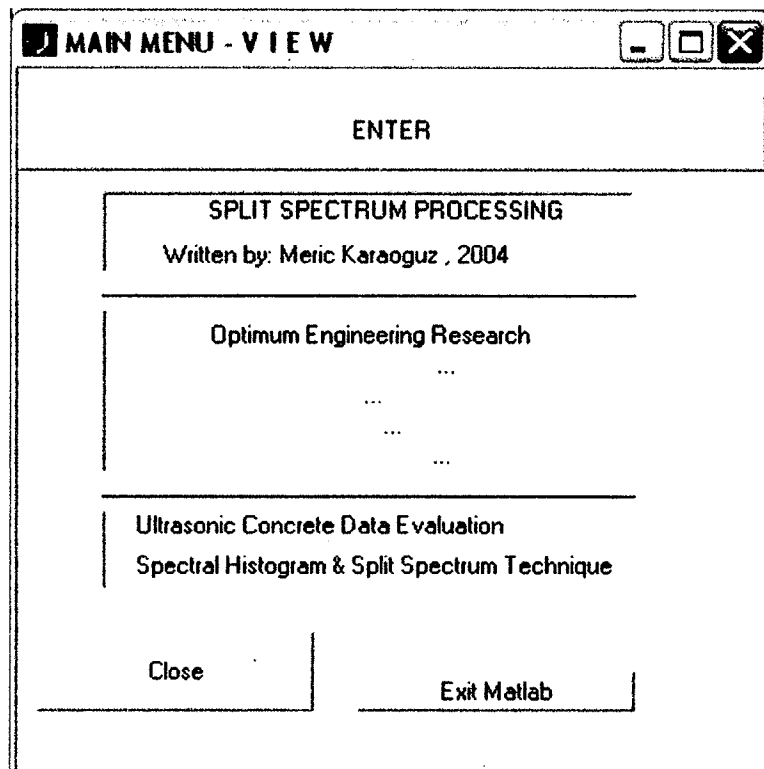 MAIN MENU - V I E W
ENTER
SPLIT SPECTRUM PROCESSING
Written by: Meric Karaoguz , 2004
Optimum Engineering Research
...
...
...
...
Ultrasonic Concrete Data Evaluation
Spectral Histogram & Split Spectrum Technique
Close
Exit Matlab